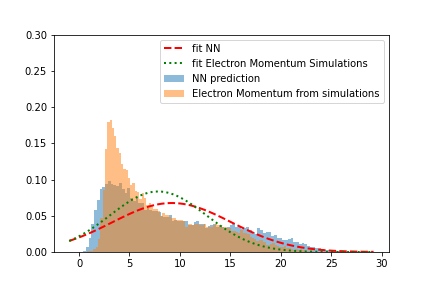 0.30
fit NN
fit Electron Momentum Simulations
NN prediction
Electron Momentum from simulations
0.25
0.20
0.15
0.10
0.05
0.00
0 5 10 15 20 25 30